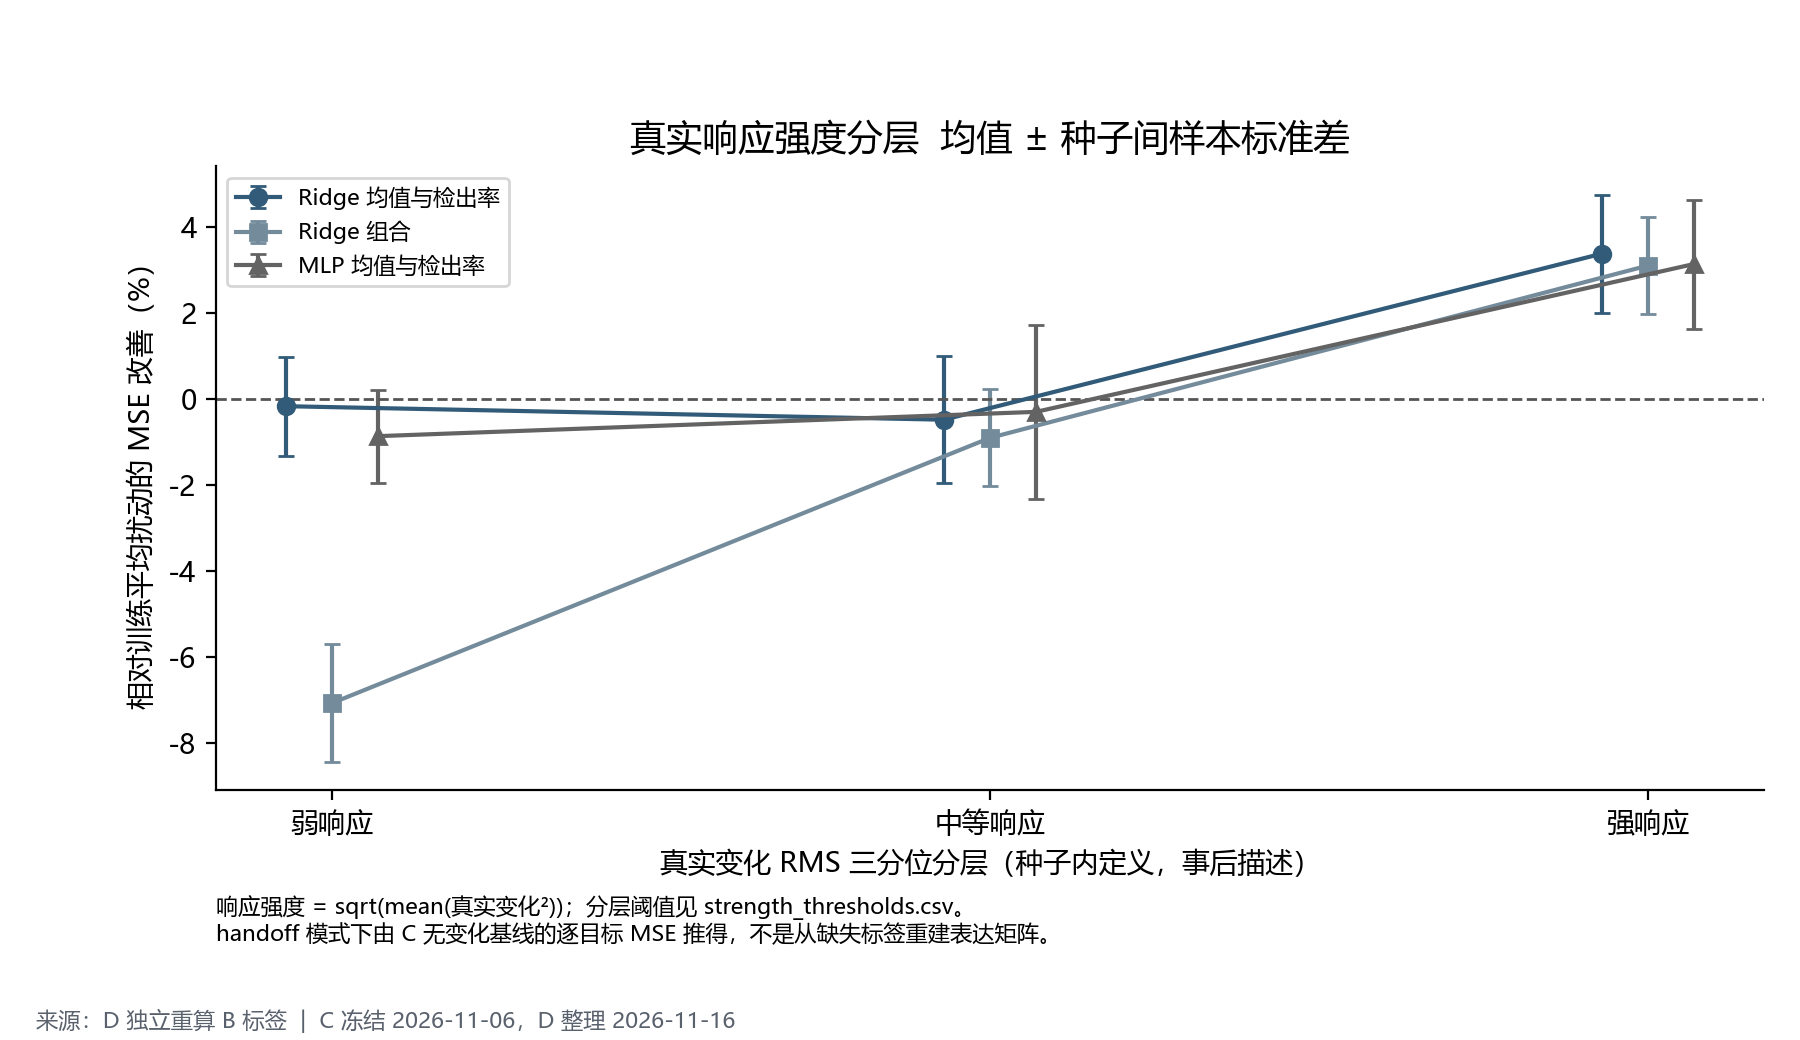 真实响应强度分层 均值 ± 种子间样本标准差
Ridge 均值与检出率
Ridge 组合
MLP 均值与检出率
相对训练平均扰动的 MSE 改善（%）
4
2
0
-2
-4
-6
-8
弱响应
中等响应
强响应
真实变化 RMS 三分位分层（种子内定义，事后描述）
响应强度 = sqrt(mean(真实变化²))；分层阈值见 strength_thresholds.csv。
handoff 模式下由 C 无变化基线的逐目标 MSE 推得，不是从缺失标签重建表达矩阵。
来源：D 独立重算 B 标签 | C 冻结 2026-11-06，D 整理 2026-11-16